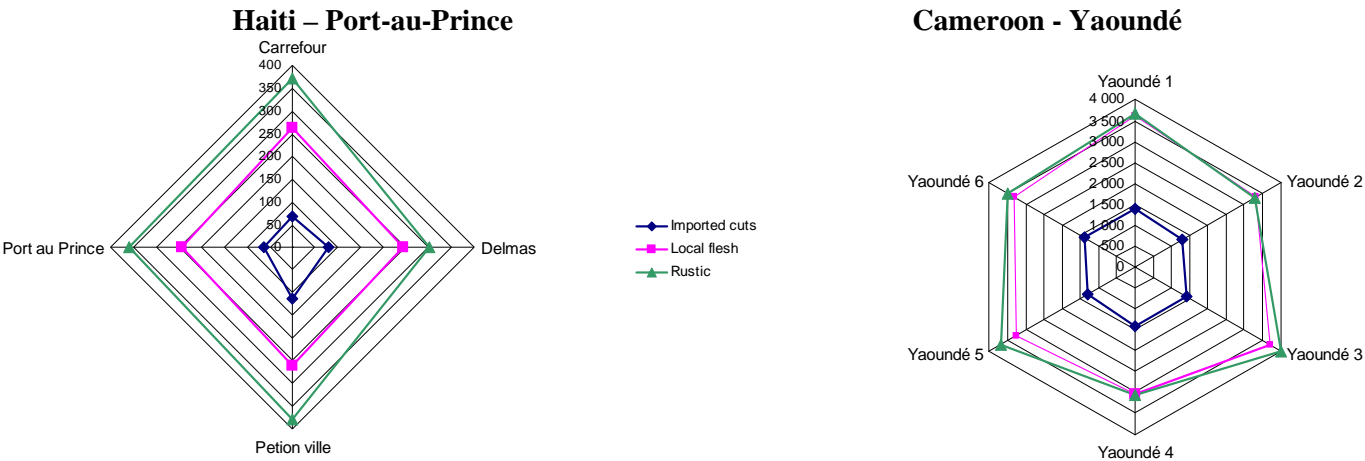 Haiti – Port-au-Prince
Carrefour
400
350
300
250
200
150
100
50
0
Port au Prince
Delmas
Petion ville
Imported cuts
Local flesh
Rustic
Cameroon - Yaoundé
Yaoundé 1
4 000
3 500
3 000
2 500
2 000
1 500
1 000
500
0
Yaoundé 6
Yaoundé 2
Yaoundé 5
Yaoundé 3
Yaoundé 4